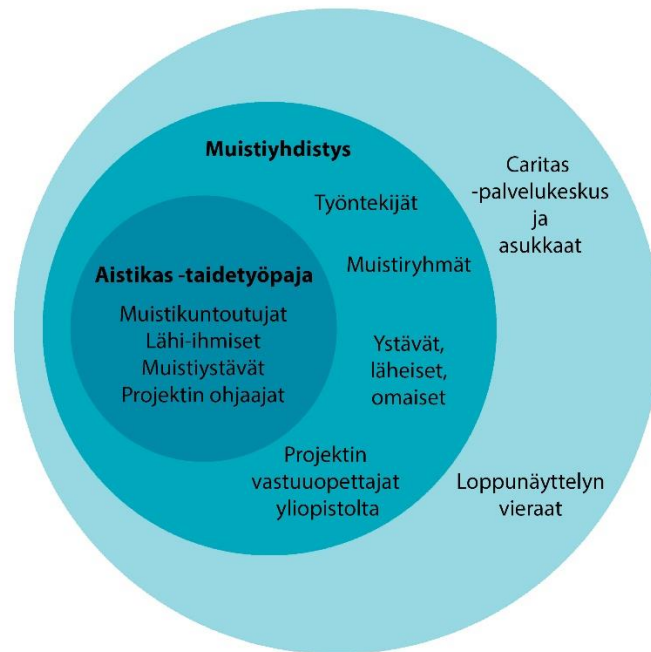 Muistiyhdistys
Työntekijät
Muistiryhmät
Ystävät,
läheiset,
omaiset
Projektin
vastuuopettajat
yliopistolta
Aistikas -taidetyöpaja
Muistikuntoutujat
Lähi-ihmiset
Muistiystävät
Projektin ohjaajat
Caritas
-palvelukeskus
ja
asukkaat
Loppunäyttelyn
vieraat